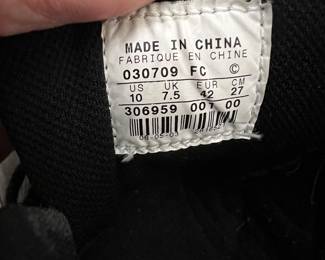 MADE IN CHINA
FABRIQUE EN CHINE
030709 FC ©
US UK EUR CM
10 7.5 42 27
306959 001 00